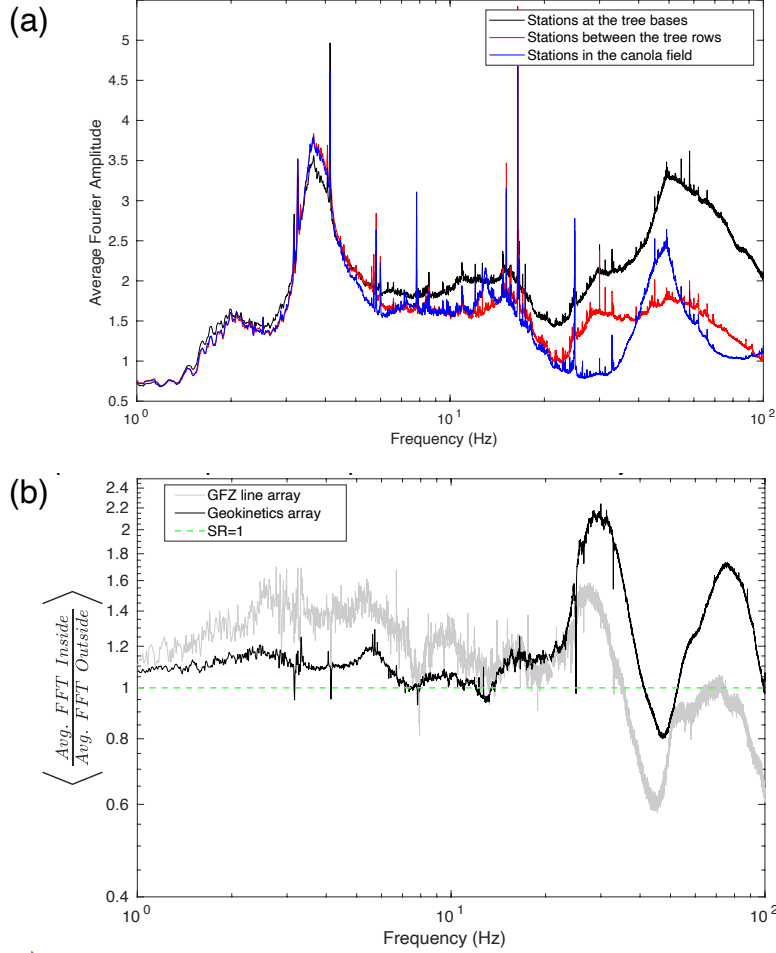 (a)
Stations at the tree bases
Stations between the tree rows
Stations in the canola field
Average Fourier Amplitude
5
4.5
4
3.5
3
2.5
2
1.5
1
0.5
10^0
10^1
10^2
Frequency (Hz)
(b)
GFZ line array
Geokinetics array
SR=1
⟨ Avg. FFT Inside
Avg. FFT Outside ⟩
2.4
2.2
2
1.8
1.6
1.4
1.2
1
0.8
0.6
0.4
10^0
10^1
10^2
Frequency (Hz)